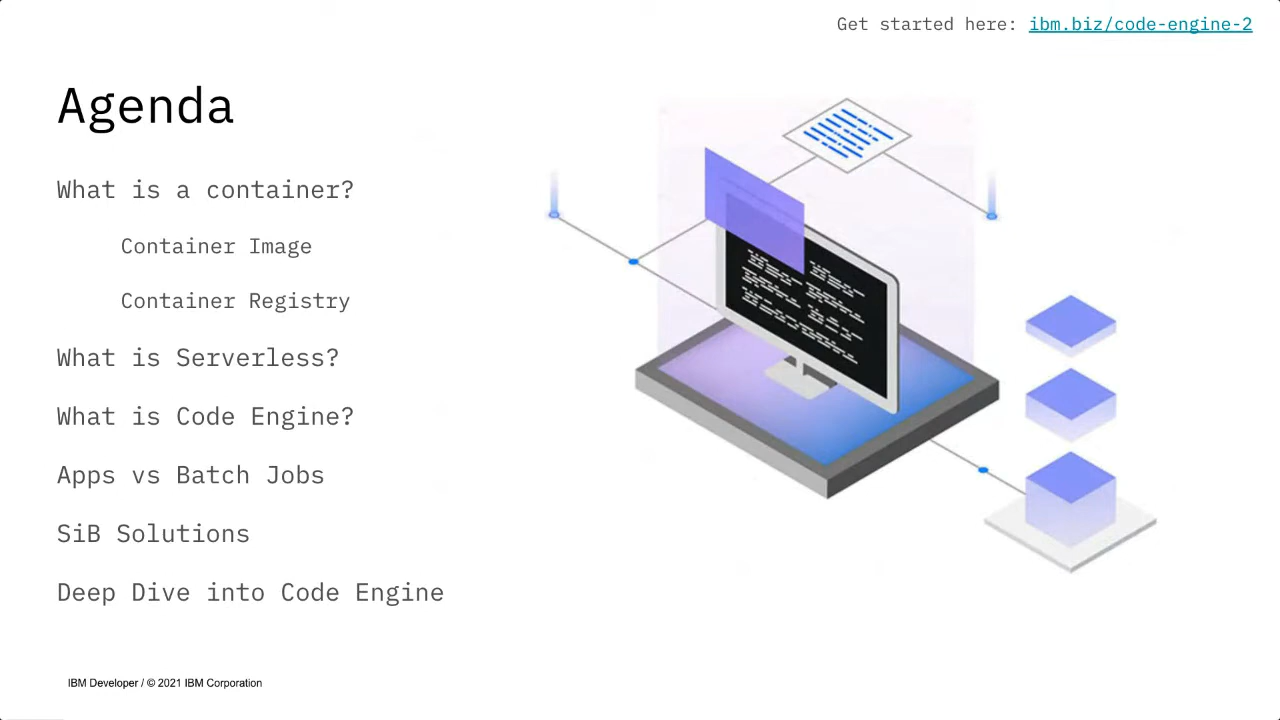 Get started here: ibm.biz/code-engine-2
Agenda
What is a container?
Container Image
Container Registry
What is Serverless?
What is Code Engine?
Apps vs Batch Jobs
SiB Solutions
Deep Dive into Code Engine
IBM Developer / © 2021 IBM Corporation